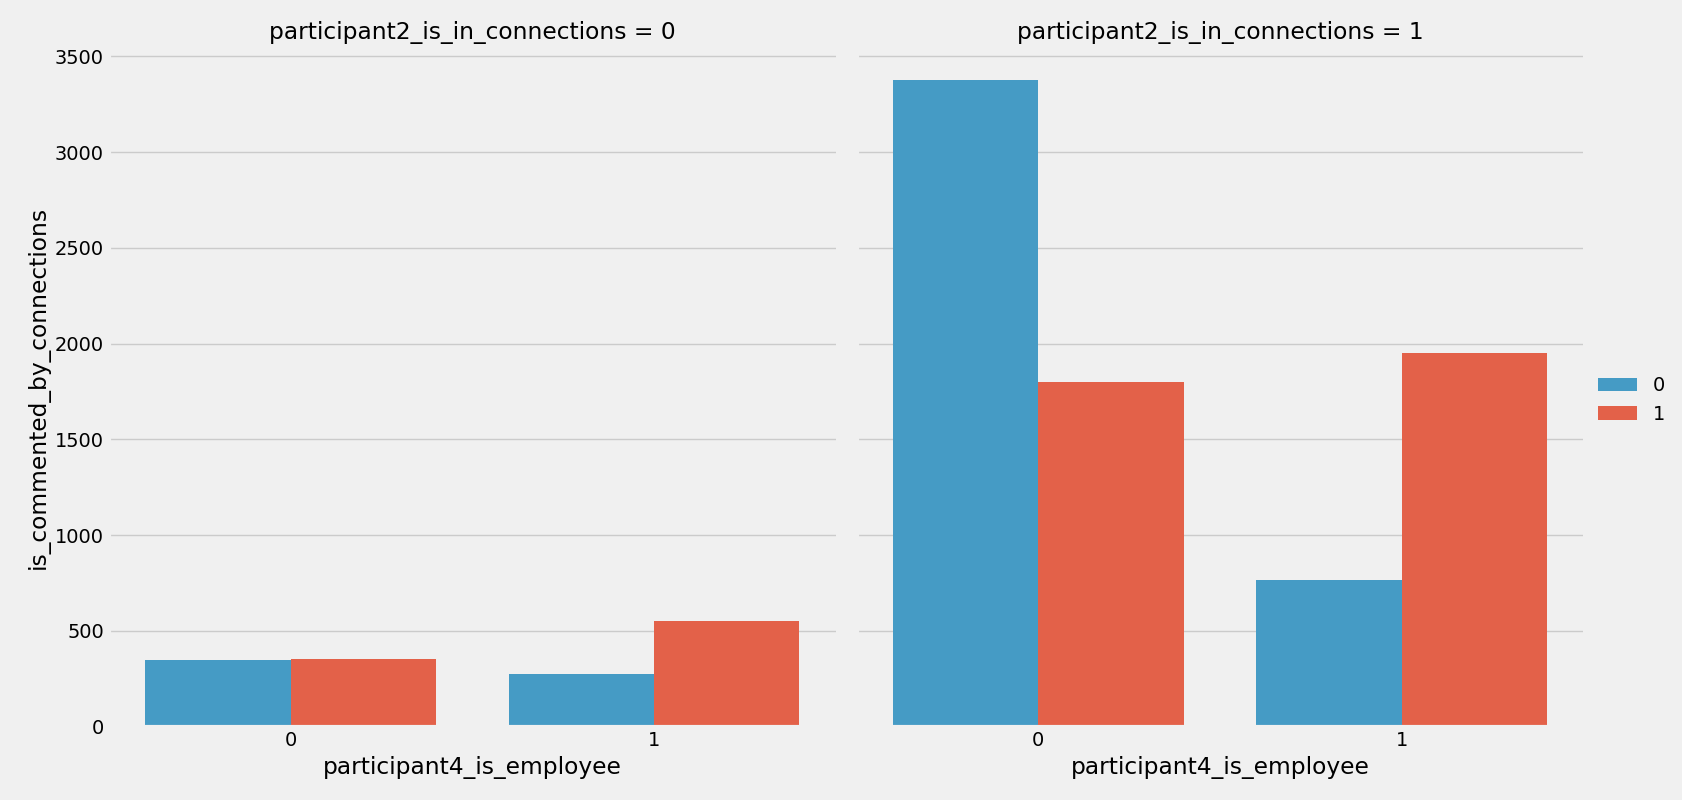 participant2_is_in_connections = 0
participant2_is_in_connections = 1
is_commented_by_connections
3500
3000
2500
2000
1500
1000
500
0
0
1
0
1
participant4_is_employee
participant4_is_employee
0
1